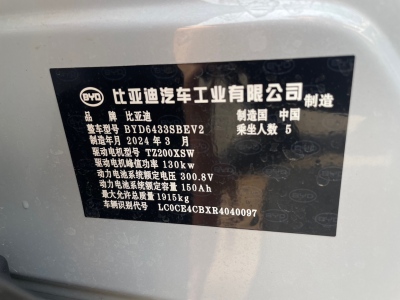 BYD 比亚迪汽车工业有限公司 制造
品牌 比亚迪 制造国 中国
整车型号 BYD6433SBEV2 乘坐人数 5
制造年月 2024年3月
驱动电机型号 TZ200XSW
驱动电机峰值功率 130kw
动力电池系统额定电压 300.8V
动力电池系统额定容量 150Ah
最大允许总质量 1915kg
车辆识别代号 LC0CE4CBXR4040097